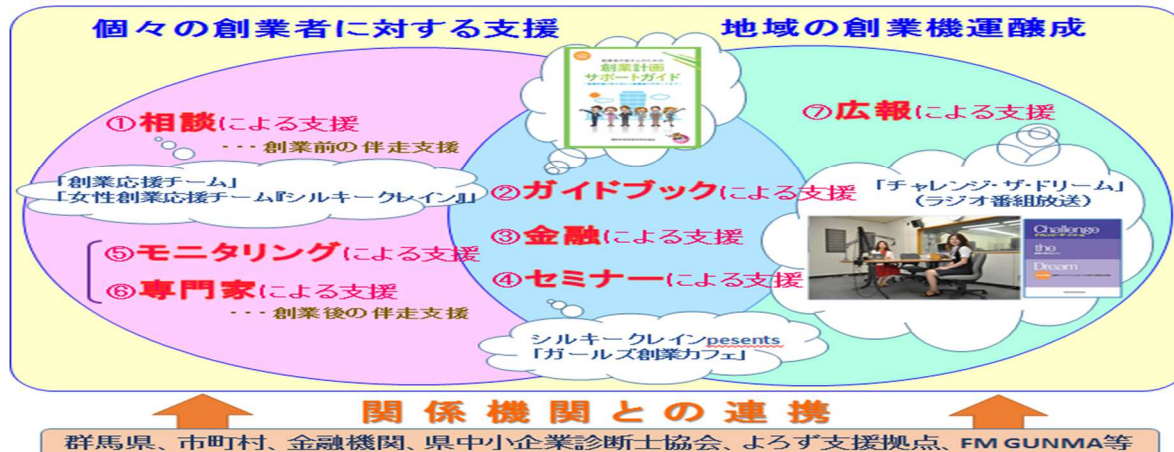 個々の創業者に対する支援
地域の創業機運醸成
創業計画
サポートガイド
①相談による支援
・・・創業前の伴走支援
「創業応援チーム」
「女性創業応援チーム『シルキークレイン』」
⑤モニタリングによる支援
⑥専門家による支援
・・・創業後の伴走支援
②ガイドブックによる支援
③金融による支援
④セミナーによる支援
シルキークレインpesents
「ガールズ創業カフェ」
⑦広報による支援
「チャレンジ・ザ・ドリーム」
(ラジオ番組放送)
Challenge
the
Dream
関係機関との連携
群馬県、市町村、金融機関、県中小企業診断士協会、よろず支援拠点、FM GUNMA等